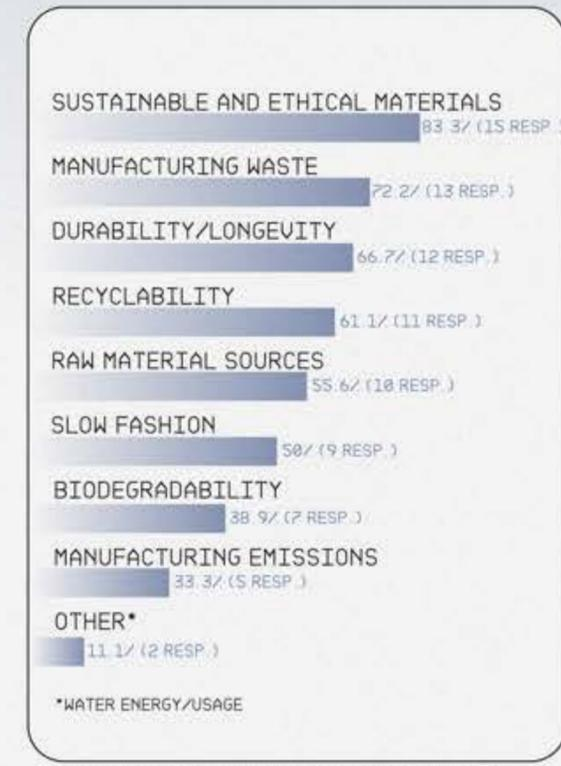 SUSTAINABLE AND ETHICAL MATERIALS
83.3% (15 RESP.)
MANUFACTURING WASTE
72.2% (13 RESP.)
DURABILITY/LONGEVITY
66.7% (12 RESP.)
RECYCLABILITY
61.1% (11 RESP.)
RAW MATERIAL SOURCES
55.6% (10 RESP.)
SLOW FASHION
50% (9 RESP.)
BIODEGRADABILITY
38.9% (7 RESP.)
MANUFACTURING EMISSIONS
33.3% (5 RESP.)
OTHER*
11.1% (2 RESP.)
*WATER ENERGY/USAGE